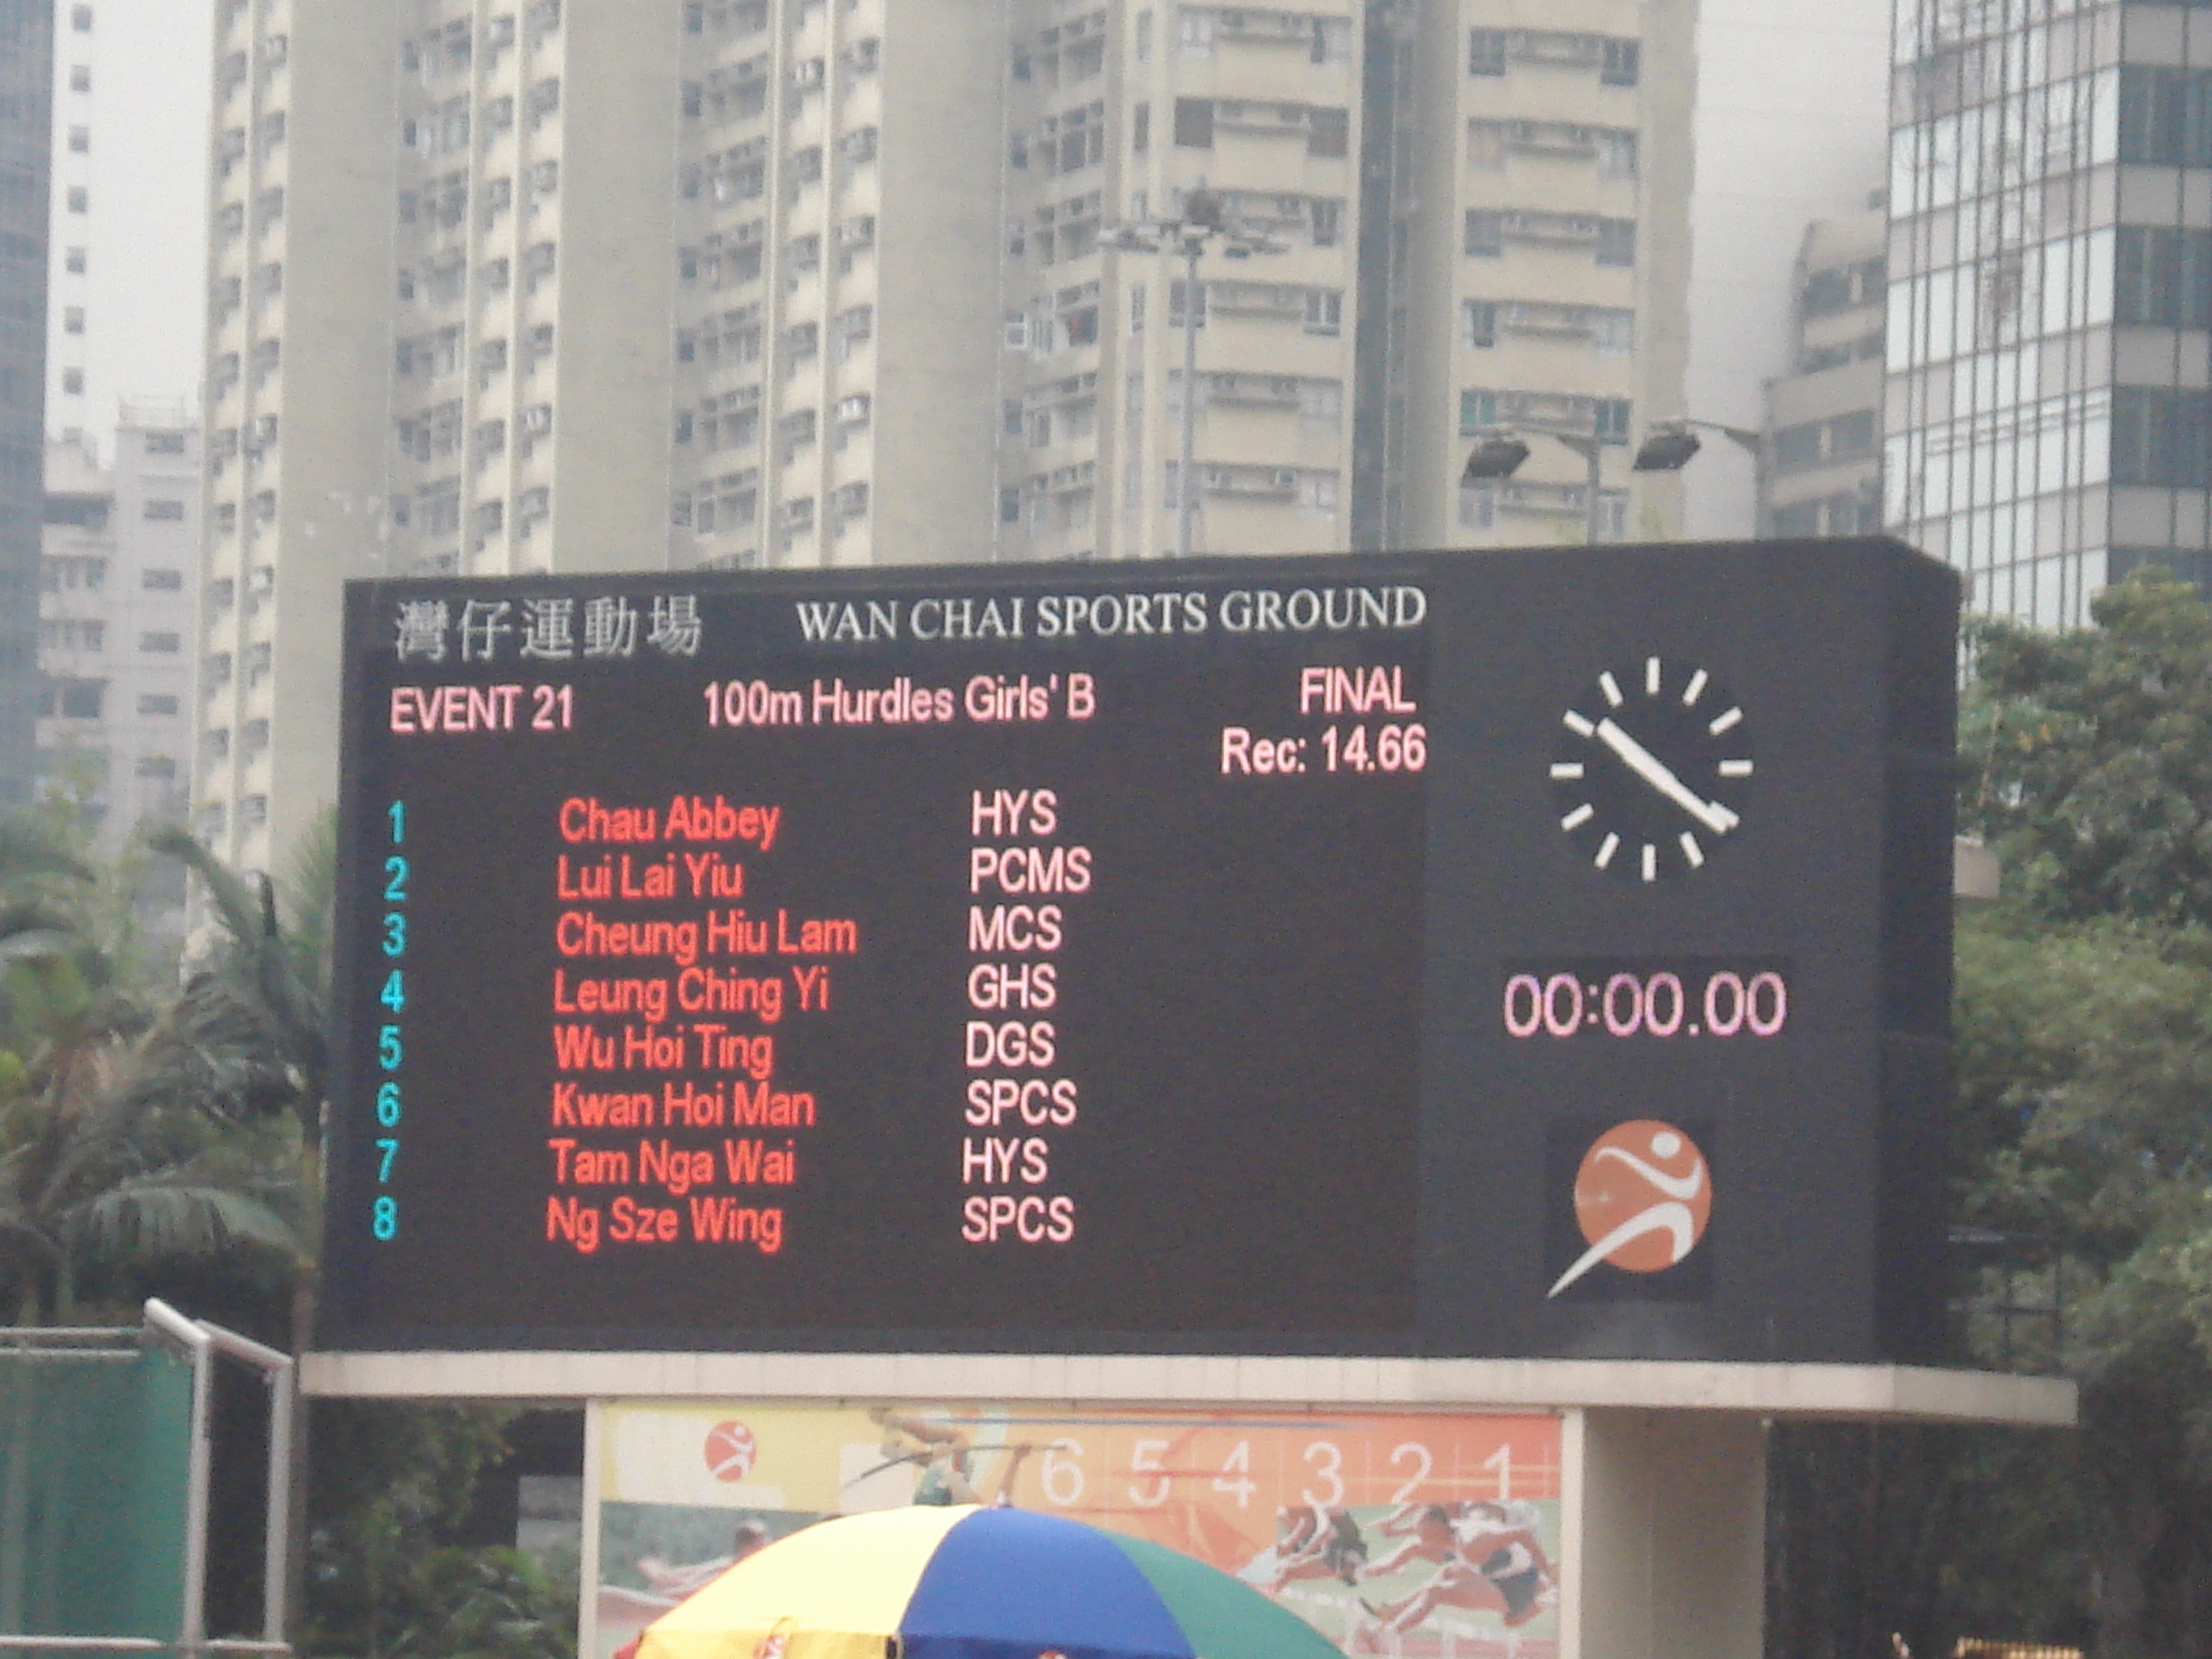 灣仔運動場 WAN CHAI SPORTS GROUND
EVENT 21 100m Hurdles Girls' B FINAL
Rec: 14.66
1 Chau Abbey HYS
2 Lui Lai Yiu PCMS
3 Cheung Hiu Lam MCS
4 Leung Ching Yi GHS
5 Wu Hoi Ting DGS
6 Kwan Hoi Man SPCS
7 Tam Nga Wai HYS
8 Ng Sze Wing SPCS
00:00.00
6 5 4 3 2 1